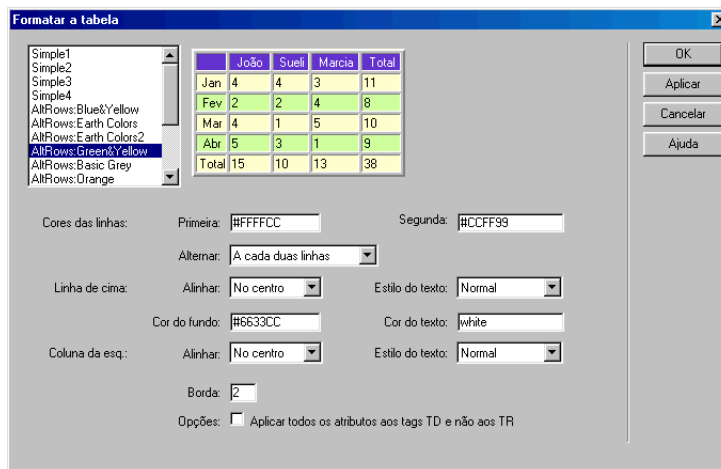 Formatar a tabela
Simple1
Simple2
Simple3
Simple4
AltRows:Blue&Yellow
AltRows:Earth Colors
AltRows:Earth Colors2
AltRows:Green&Yellow
AltRows:Basic Grey
AltRows:Orange
João Sueli Marcia Total
Jan 4 4 3 11
Fev 2 2 4 8
Mar 4 1 5 10
Abr 5 3 1 9
Total 15 10 13 38
OK
Aplicar
Cancelar
Ajuda
Cores das linhas: Primeira: #FFFFCC Segunda: #CCFF99
Alternar: A cada duas linhas
Linha de cima: Alinhar: No centro Estilo do texto: Normal
Cor do fundo: #6633CC Cor do texto: white
Coluna da esq.: Alinhar: No centro Estilo do texto: Normal
Borda: 2
Opções: Aplicar todos os atributos aos tags TD e não aos TR